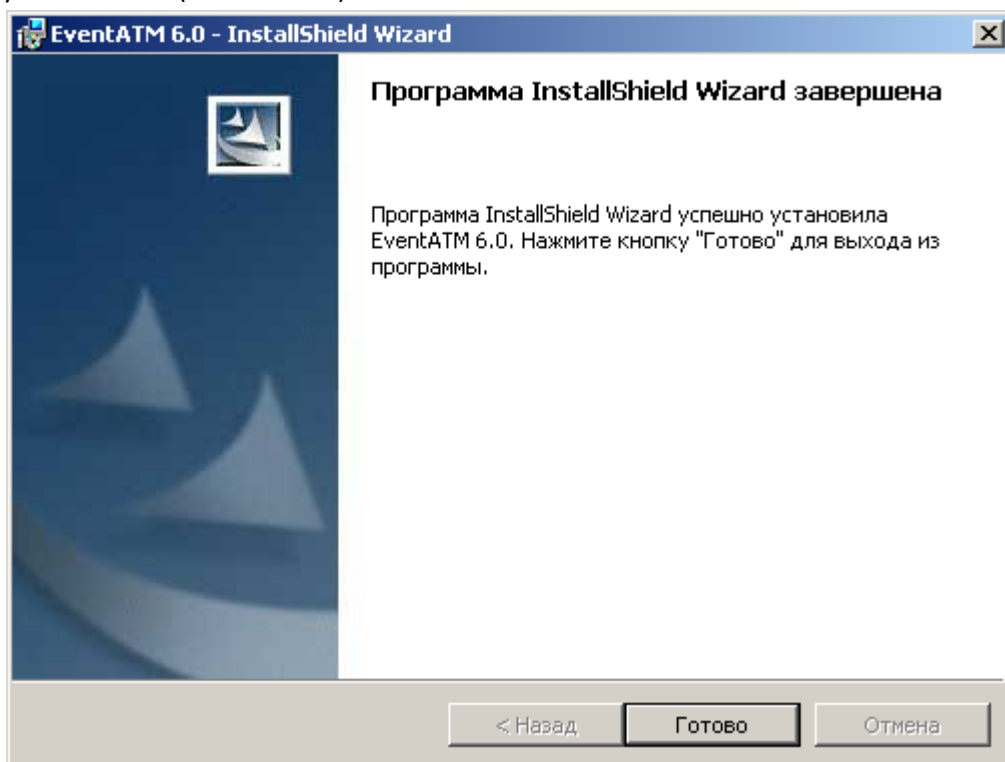 EventATM 6.0 - InstallShield Wizard
Программа InstallShield Wizard завершена
Программа InstallShield Wizard успешно установила
EventATM 6.0. Нажмите кнопку "Готово" для выхода из
программы.
< Назад
Готово
Отмена